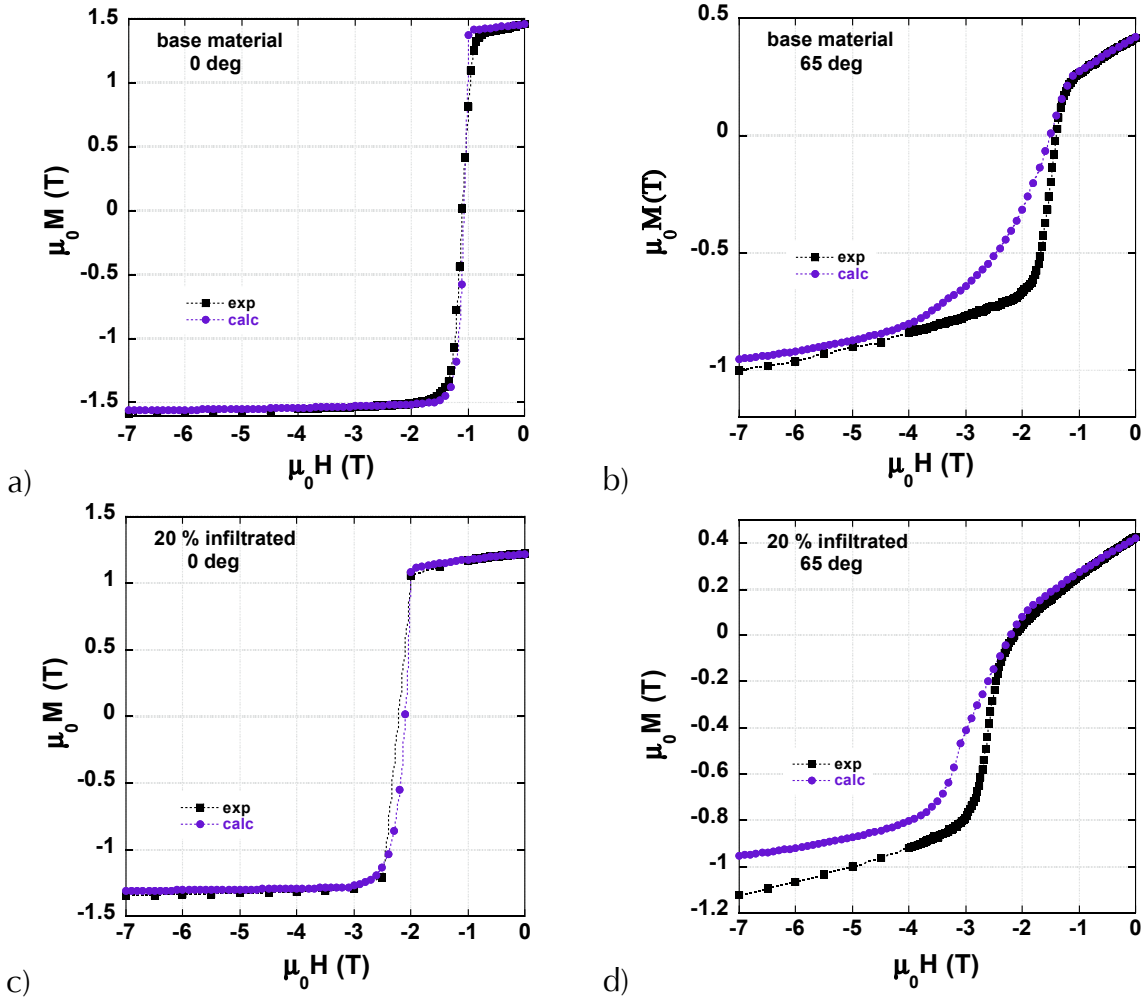 base material
0 deg
1.5
1
0.5
0
-0.5
-1
-1.5
μ0M (T)
exp
calc
-7 -6 -5 -4 -3 -2 -1 0
μ0H (T)
a)
base material
65 deg
0.5
0
-0.5
-1
μ0M(T)
exp
calc
-7 -6 -5 -4 -3 -2 -1 0
μ0H (T)
b)
20 % infiltrated
0 deg
1.5
1
0.5
0
-0.5
-1
-1.5
μ0M (T)
exp
calc
-7 -6 -5 -4 -3 -2 -1 0
μ0H (T)
c)
20 % infiltrated
65 deg
0.4
0.2
0
-0.2
-0.4
-0.6
-0.8
-1
-1.2
μ0M (T)
exp
calc
-7 -6 -5 -4 -3 -2 -1 0
μ0H (T)
d)